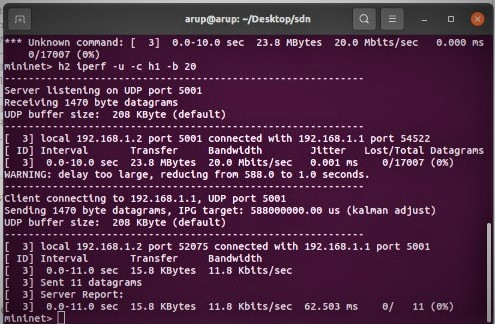 arup@arup: ~/Desktop/sdn
*** Unknown command: [  3]  0.0-10.0 sec  23.8 MBytes  20.0 Mbits/sec   0.000 ms
    0/17007 (0%)
mininet> h2 iperf -u -c h1 -b 20
------------------------------------------------------------
Server listening on UDP port 5001
Receiving 1470 byte datagrams
UDP buffer size:  208 KByte (default)
------------------------------------------------------------
[  3] local 192.168.1.2 port 5001 connected with 192.168.1.1 port 54522
[ ID] Interval       Transfer     Bandwidth        Jitter   Lost/Total Datagrams
[  3]  0.0-10.0 sec  23.8 MBytes  20.0 Mbits/sec   0.001 ms    0/17007 (0%)
WARNING: delay too large, reducing from 588.0 to 1.0 seconds.
------------------------------------------------------------
Client connecting to 192.168.1.1, UDP port 5001
Sending 1470 byte datagrams, IPG target: 588000000.00 us (kalman adjust)
UDP buffer size:  208 KByte (default)
------------------------------------------------------------
[  3] local 192.168.1.2 port 52075 connected with 192.168.1.1 port 5001
[ ID] Interval       Transfer     Bandwidth
[  3]  0.0-11.0 sec  15.8 KBytes  11.8 Kbits/sec
[  3] Sent 11 datagrams
[  3] Server Report:
[  3]  0.0-11.0 sec  15.8 KBytes  11.8 Kbits/sec  62.503 ms    0/   11 (0%)
mininet>